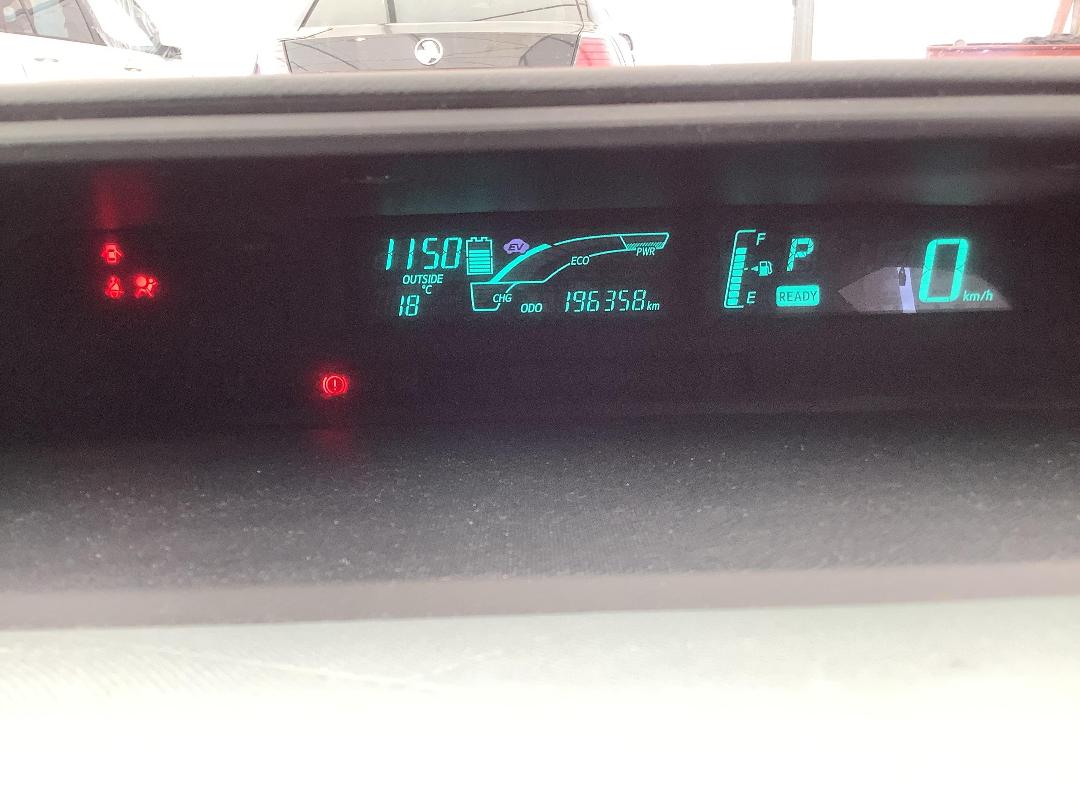 1150
EV
ECO
PWR
OUTSIDE
°C
18
CHG
ODO 196358 km
F
E
P
READY
0 km/h